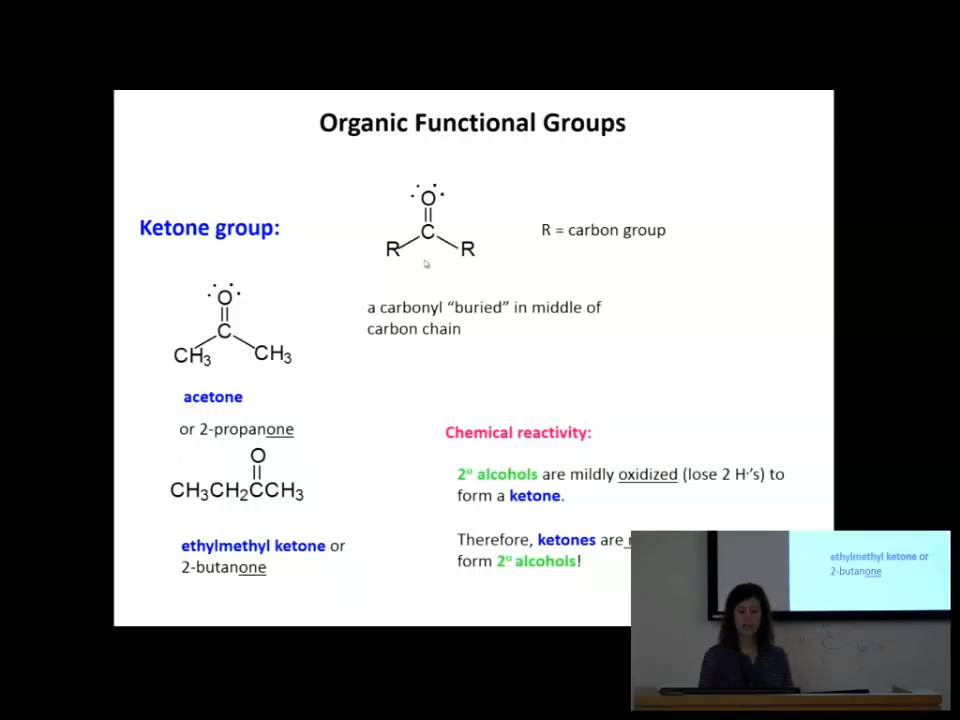 Organic Functional Groups
Ketone group:
O
C
R R
R = carbon group
O
C
CH3 CH3
a carbonyl “buried” in middle of
carbon chain
acetone
or 2-propanone
O
CH3CH2CCH3
ethylmethyl ketone or
2-butanone
Chemical reactivity:
2o alcohols are mildly oxidized (lose 2 H·'s) to
form a ketone.
Therefore, ketones are
form 2o alcohols!
ethylmethyl ketone or
2-butanone